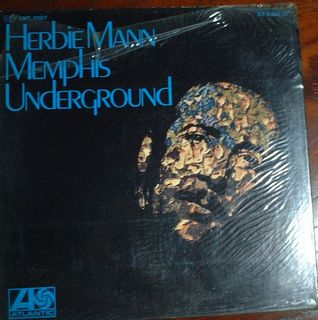 STEREO
Herbie Mann
Memphis
Underground
ATLANTIC